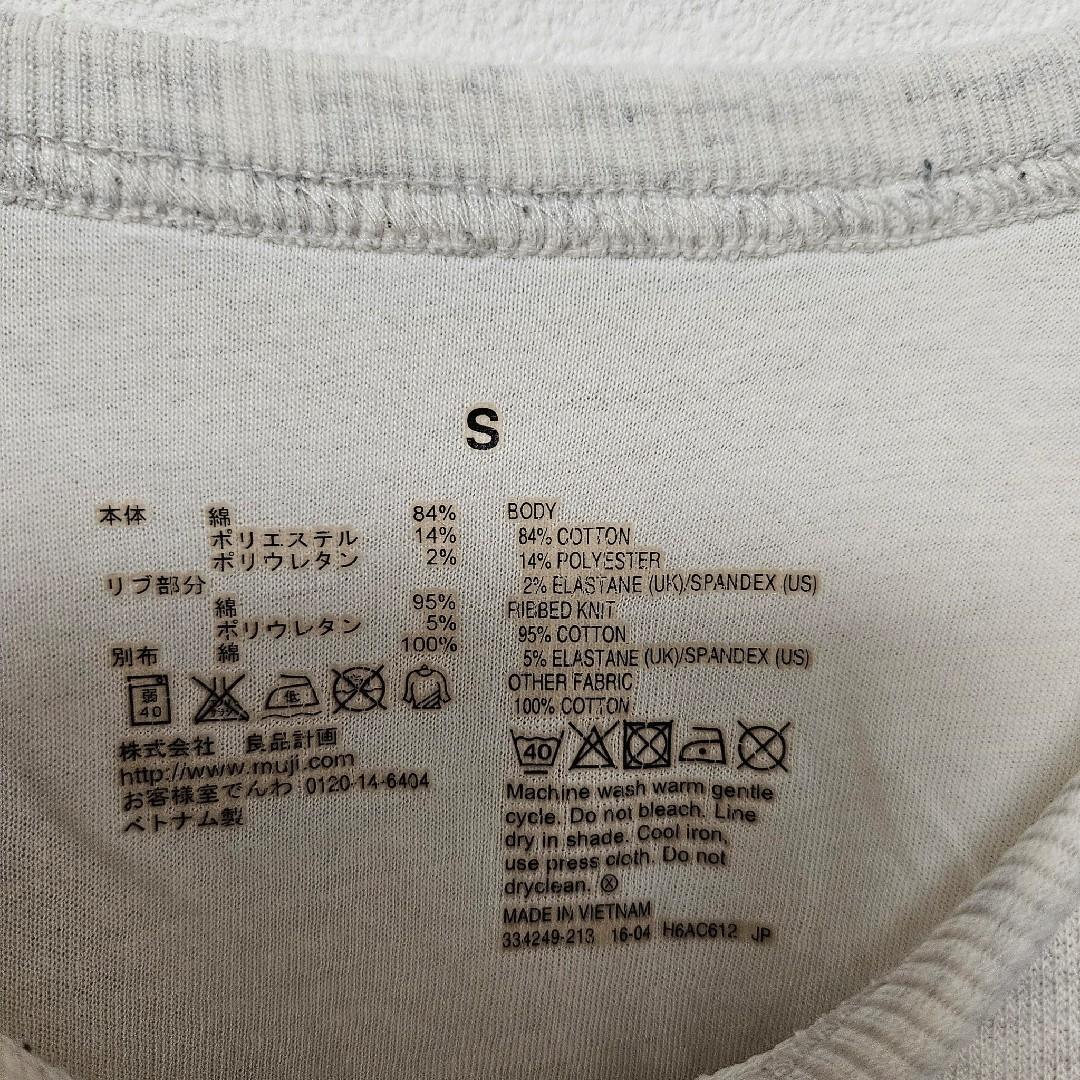 S
本体 綿 84%
ポリエステル 14%
ポリウレタン 2%
リブ部分
綿 95%
ポリウレタン 5%
別布 綿 100%
弱
40
低
株式会社 良品計画
http://www.muji.com
お客様室でんわ 0120-14-6404
ベトナム製
BODY
84% COTTON
14% POLYESTER
2% ELASTANE (UK)/SPANDEX (US)
RIBBED KNIT
95% COTTON
5% ELASTANE (UK)/SPANDEX (US)
OTHER FABRIC
100% COTTON
40
Machine wash warm gentle
cycle. Do not bleach. Line
dry in shade. Cool iron,
use press cloth. Do not
dryclean. ⓧ
MADE IN VIETNAM
334249-213 16-04 H6AC612 JP